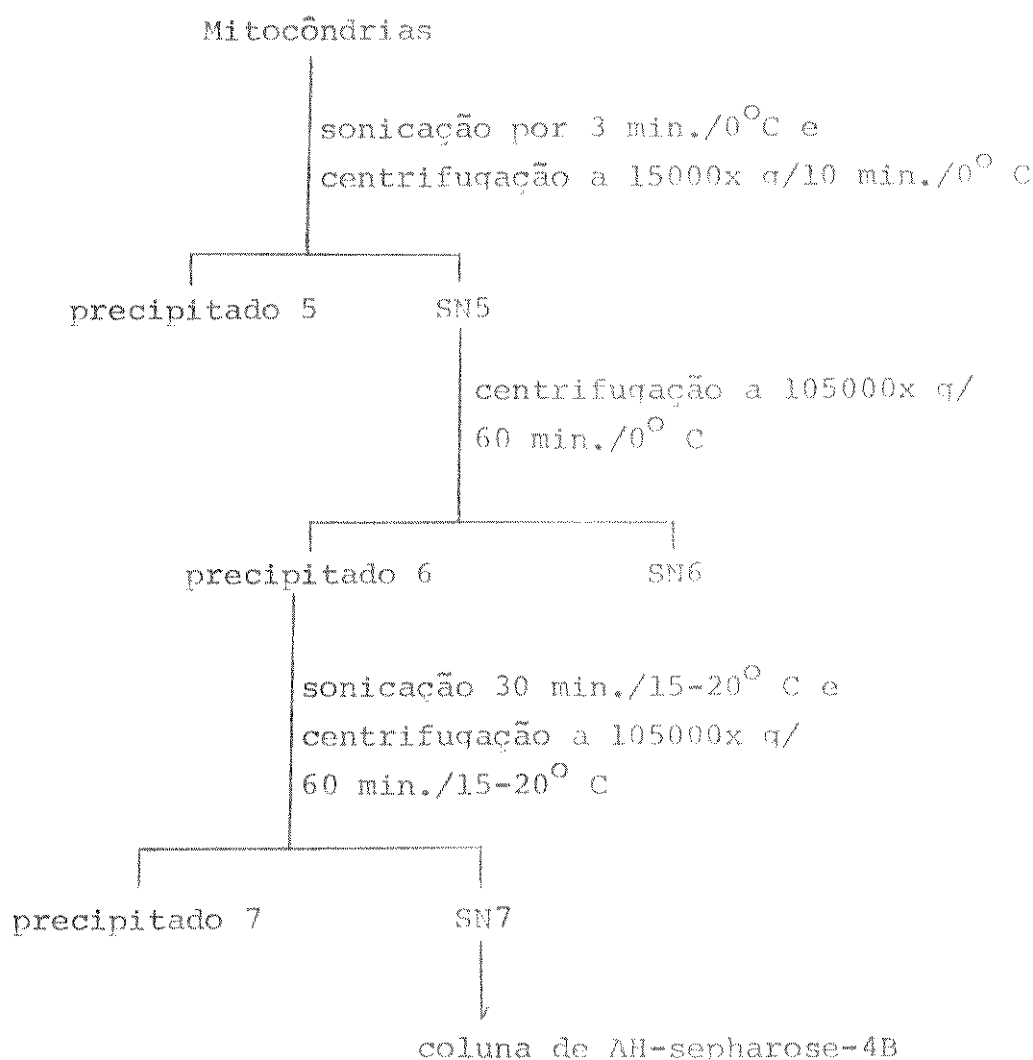 Mitocôndrias
sonicação por 3 min./0°C e
centrifugação a 15000x g/10 min./0° C
precipitado 5 SN5
centrifugação a 105000x g/
60 min./0° C
precipitado 6 SN6
sonicação 30 min./15-20° C e
centrifugação a 105000x g/
60 min./15-20° C
precipitado 7 SN7
coluna de AH-sepharose-4B